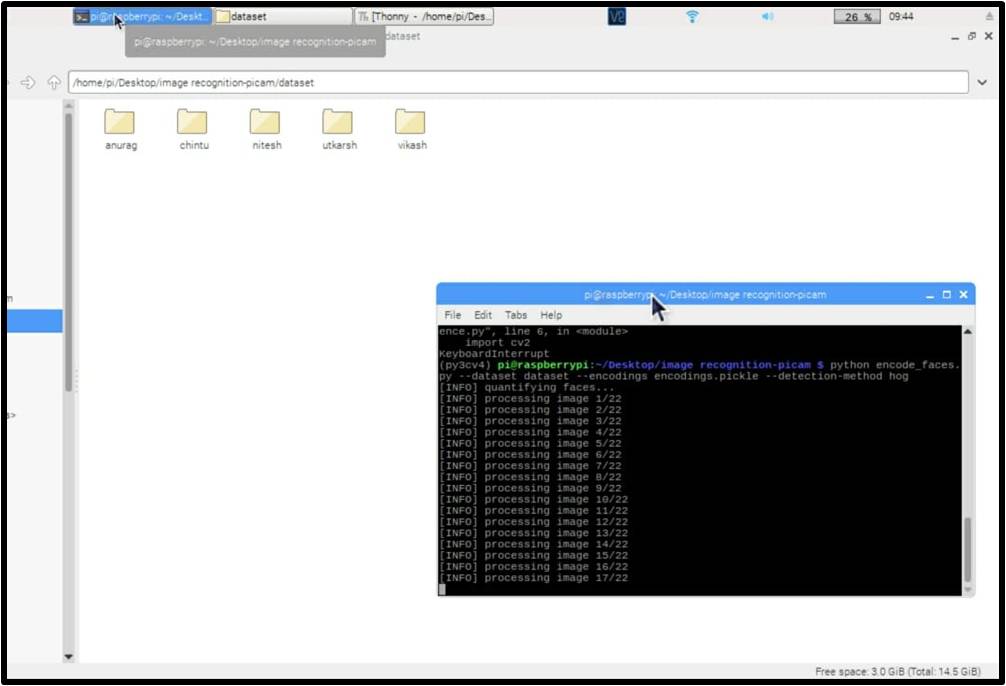 pi@raspberrypi: ~/Deskt...
dataset
[Thonny - /home/pi/Des...
V2
26 %
09:44
pi@raspberrypi: ~/Desktop/image recognition-picam
dataset
/home/pi/Desktop/image recognition-picam/dataset
anurag
chintu
nitesh
utkarsh
vikash
pi@raspberrypi: ~/Desktop/image recognition-picam
File Edit Tabs Help
ence.py", line 6, in <module>
import cv2
KeyboardInterrupt
(py3cv4) pi@raspberrypi:~/Desktop/image recognition-picam $ python encode_faces.
py --dataset dataset --encodings encodings.pickle --detection-method hog
[INFO] quantifying faces...
[INFO] processing image 1/22
[INFO] processing image 2/22
[INFO] processing image 3/22
[INFO] processing image 4/22
[INFO] processing image 5/22
[INFO] processing image 6/22
[INFO] processing image 7/22
[INFO] processing image 8/22
[INFO] processing image 9/22
[INFO] processing image 10/22
[INFO] processing image 11/22
[INFO] processing image 12/22
[INFO] processing image 13/22
[INFO] processing image 14/22
[INFO] processing image 15/22
[INFO] processing image 16/22
[INFO] processing image 17/22
Free space: 3.0 GiB (Total: 14.5 GiB)